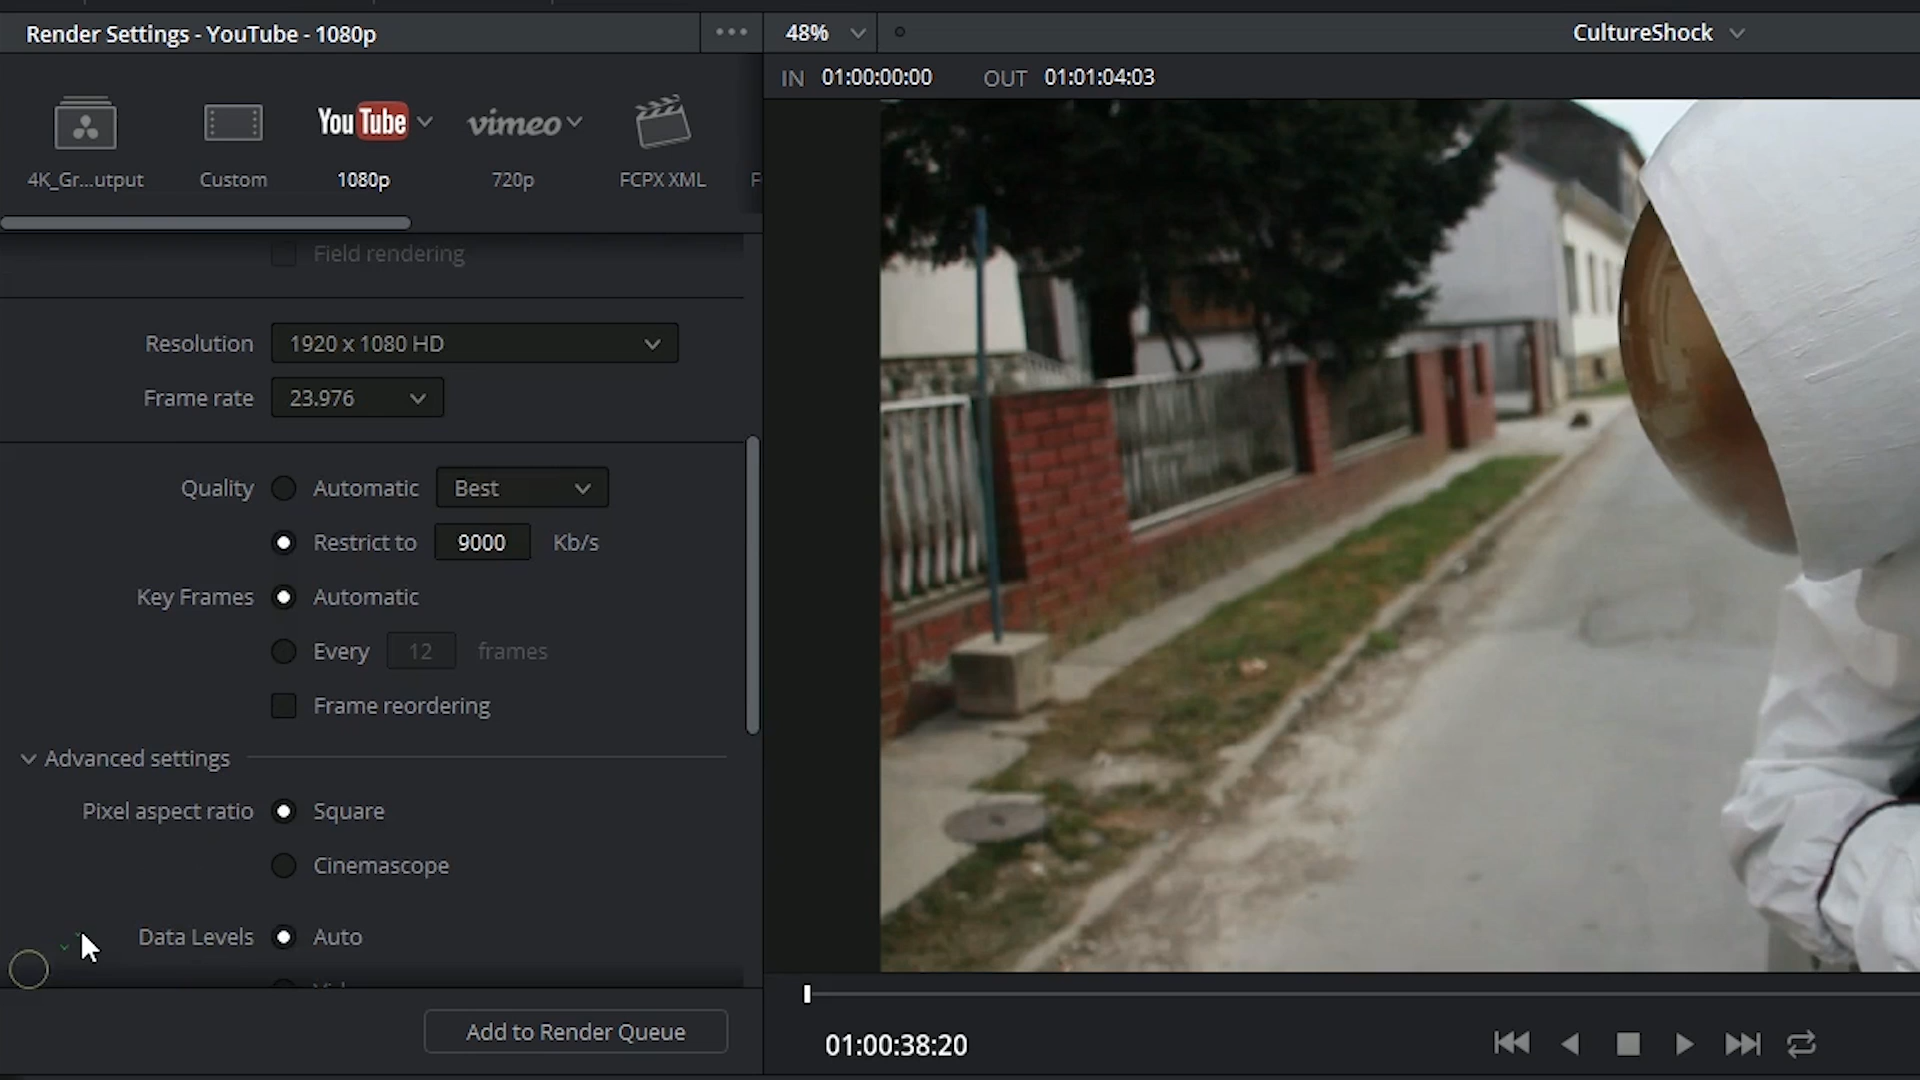 Render Settings - YouTube - 1080p
48%
CultureShock
IN 01:00:00:00 OUT 01:01:04:03
YouTube
vimeo
4K_Gr...utput
Custom
1080p
720p
FCPX XML
F
Field rendering
Resolution 1920 x 1080 HD
Frame rate 23.976
Quality Automatic Best
Restrict to 9000 Kb/s
Key Frames Automatic
Every 12 frames
Frame reordering
Advanced settings
Pixel aspect ratio Square
Cinemascope
Data Levels Auto
Add to Render Queue
01:00:38:20